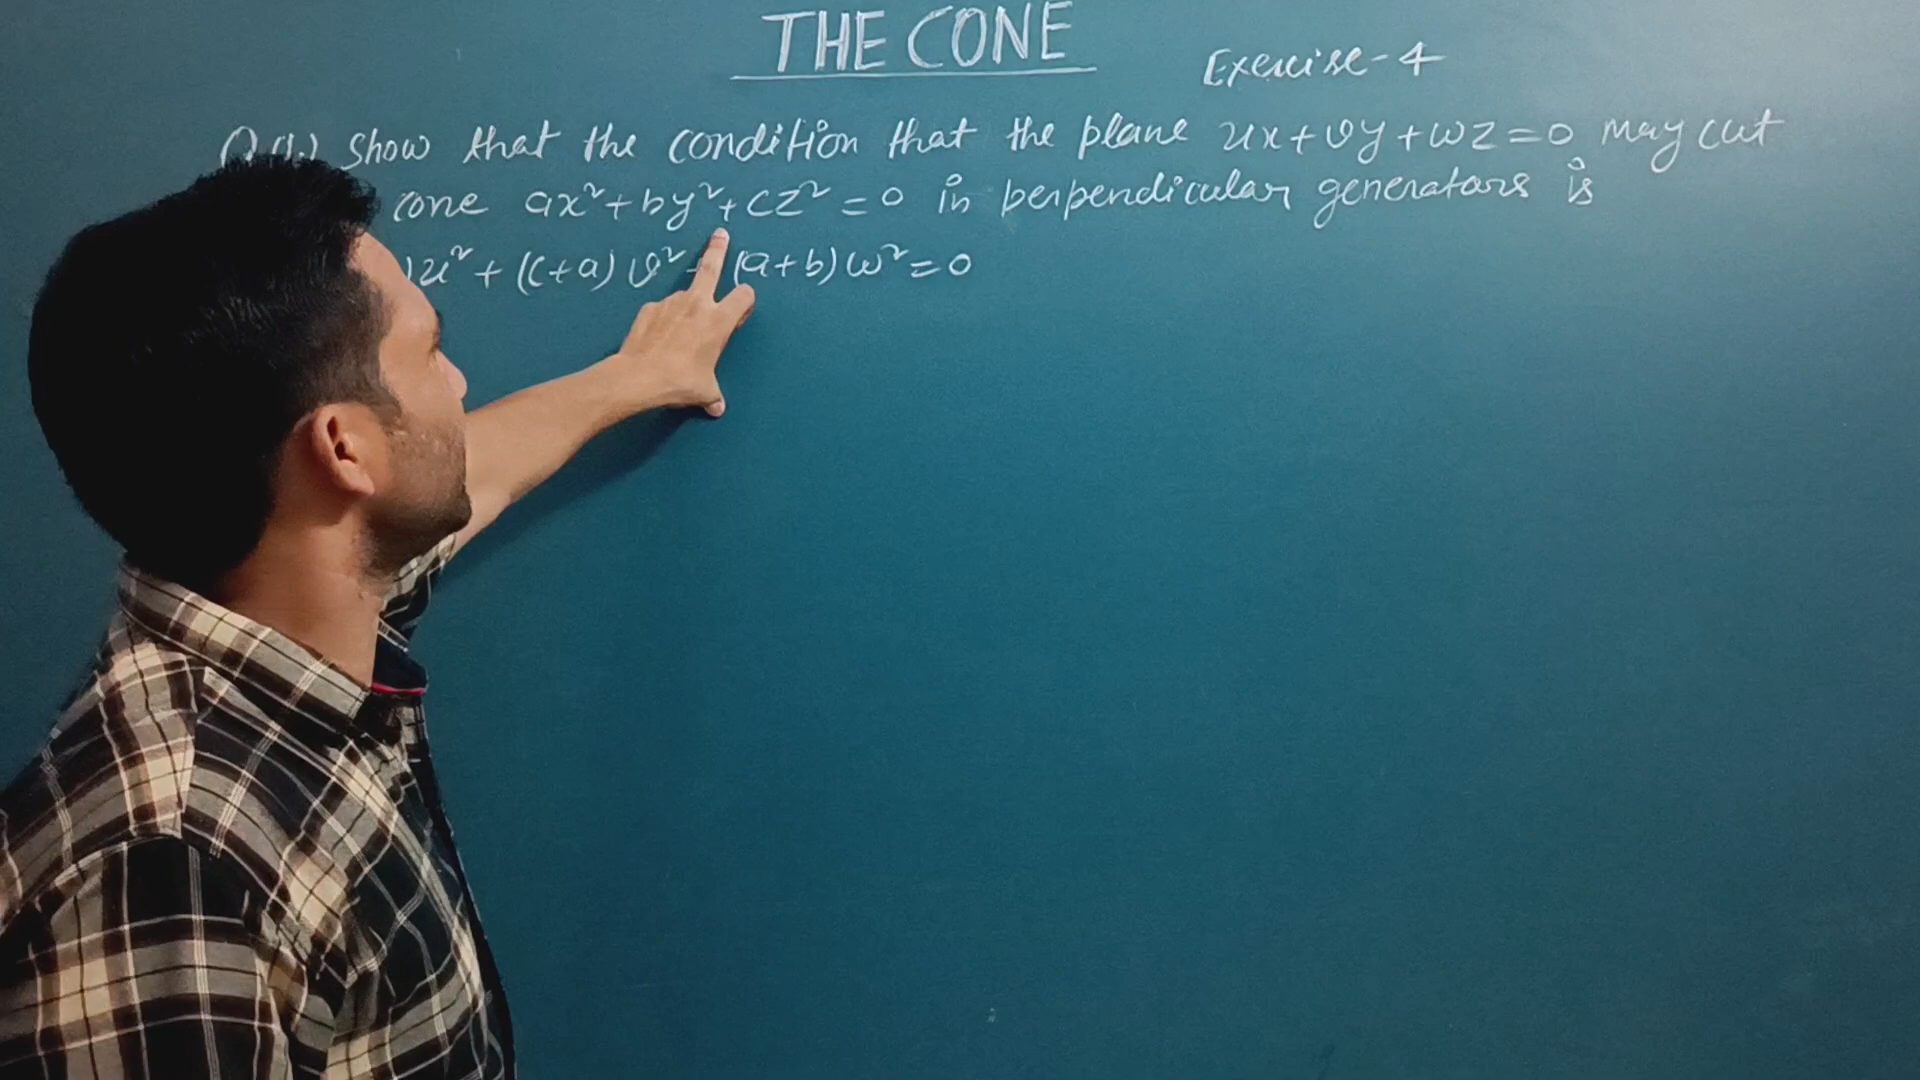 THE CONE
Exercise-4
Q.(1.) Show that the condition that the plane ux+vy+wz=0 may cut
cone ax²+by²+cz²=0 in perpendicular generators is
)u²+(c+a)v²+(a+b)w²=0